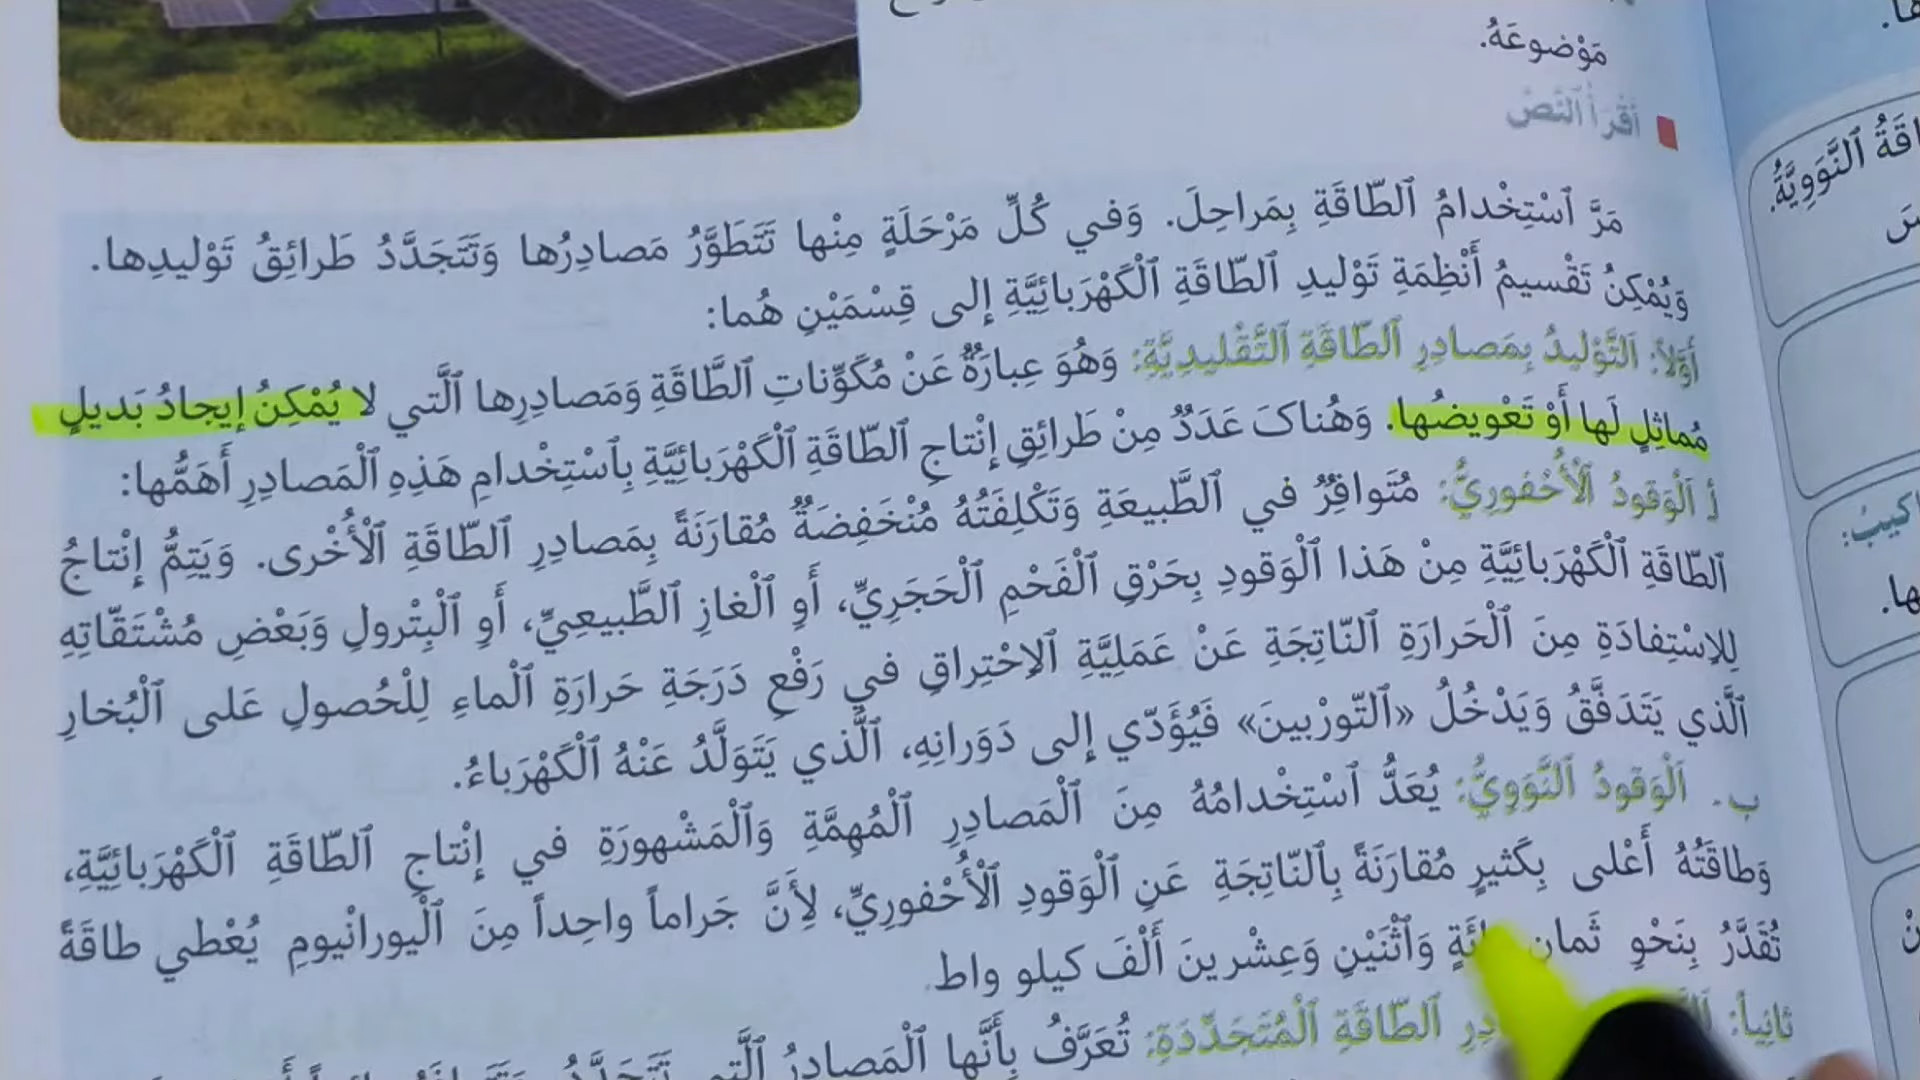 مَوْضوعَهُ.
أَقْرَأُ ٱلنَّصَّ
مَرَّ ٱسْتِخْدامُ ٱلطّاقَةِ بِمَراحِلَ. وَفي كُلِّ مَرْحَلَةٍ مِنْها تَتَطَوَّرُ مَصادِرُها وَتَتَجَدَّدُ طَرائِقُ تَوْليدِها.
وَيُمْكِنُ تَقْسيمُ أَنْظِمَةِ تَوْليدِ ٱلطّاقَةِ ٱلْكَهْرَبائِيَّةِ إِلى قِسْمَيْنِ هُما:
أَوَّلاً: ٱلتَّوْليدُ بِمَصادِرِ ٱلطّاقَةِ ٱلتَّقْليدِيَّةِ: وَهُوَ عِبارَةٌ عَنْ مُكَوِّناتِ ٱلطَّاقَةِ وَمَصادِرِها ٱلَّتي لا يُمْكِنُ إيجادُ بَديلٍ
مُماثِلٍ لَها أَوْ تَعْويضُها. وَهُناكَ عَدَدٌ مِنْ طَرائِقِ إِنْتاجِ ٱلطّاقَةِ ٱلْكَهْرَبائِيَّةِ بِٱسْتِخْدامِ هَذِهِ ٱلْمَصادِرِ أَهَمُّها:
أ. ٱلْوَقودُ ٱلْأُحْفورِيُّ: مُتَوافِرٌ في ٱلطَّبيعَةِ وَتَكْلِفَتُهُ مُنْخَفِضَةٌ مُقارَنَةً بِمَصادِرِ ٱلطّاقَةِ ٱلْأُخْرى. وَيَتِمُّ إِنْتاجُ
ٱلطّاقَةِ ٱلْكَهْرَبائِيَّةِ مِنْ هَذا ٱلْوَقودِ بِحَرْقِ ٱلْفَحْمِ ٱلْحَجَرِيِّ، أَوِ ٱلْغازِ ٱلطَّبيعِيِّ، أَوِ ٱلْبِتْرولِ وَبَعْضِ مُشْتَقّاتِهِ
لِلاِسْتِفادَةِ مِنَ ٱلْحَرارَةِ ٱلنّاتِجَةِ عَنْ عَمَلِيَّةِ ٱلاِحْتِراقِ في رَفْعِ دَرَجَةِ حَرارَةِ ٱلْماءِ لِلْحُصولِ عَلى ٱلْبُخارِ
ٱلَّذي يَتَدَفَّقُ وَيَدْخُلُ «ٱلتّورْبينَ» فَيُؤَدّي إِلى دَوَرانِهِ، ٱلَّذي يَتَوَلَّدُ عَنْهُ ٱلْكَهْرَباءُ.
ب. ٱلْوَقودُ ٱلنَّوَوِيُّ: يُعَدُّ ٱسْتِخْدامُهُ مِنَ ٱلْمَصادِرِ ٱلْمُهِمَّةِ وَٱلْمَشْهورَةِ في إِنْتاجِ ٱلطّاقَةِ ٱلْكَهْرَبائِيَّةِ،
وَطاقَتُهُ أَعْلى بِكَثيرٍ مُقارَنَةً بِٱلنّاتِجَةِ عَنِ ٱلْوَقودِ ٱلْأُحْفورِيِّ، لِأَنَّ جَراماً واحِداً مِنَ ٱلْيورانْيومِ يُعْطي طاقَةً
تُقَدَّرُ بِنَحْوِ ثَمانِ وَٱثْنَيْنِ وَعِشْرينَ أَلْفَ كيلو واط
ثانِياً: ٱلطّاقَةِ ٱلْمُتَجَدِّدَةِ: تُعَرَّفُ بِأَنَّها ٱلْمَصادِرُ ٱلَّتي تَتَجَدَّدُ
ٱلنَّوَوِيَّةُ.